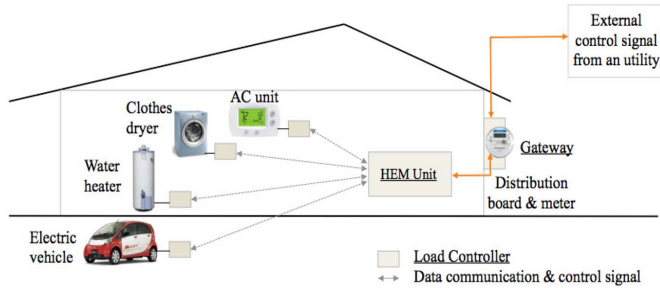 External
control signal
from an utility
AC unit
Clothes
dryer
Water
heater
HEM Unit
Gateway
Distribution
board & meter
Electric
vehicle
Load Controller
Data communication & control signal